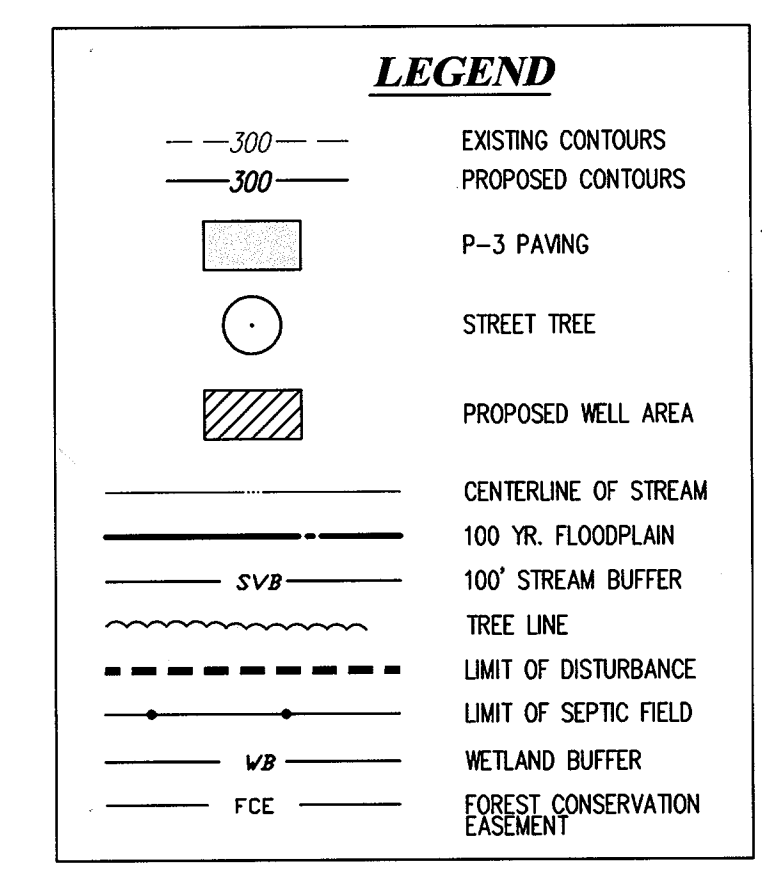 LEGEND
300 EXISTING CONTOURS
300 PROPOSED CONTOURS
P-3 PAVING
STREET TREE
PROPOSED WELL AREA
CENTERLINE OF STREAM
100 YR. FLOODPLAIN
SVB 100' STREAM BUFFER
TREE LINE
LIMIT OF DISTURBANCE
LIMIT OF SEPTIC FIELD
WB WETLAND BUFFER
FCE FOREST CONSERVATION
EASEMENT